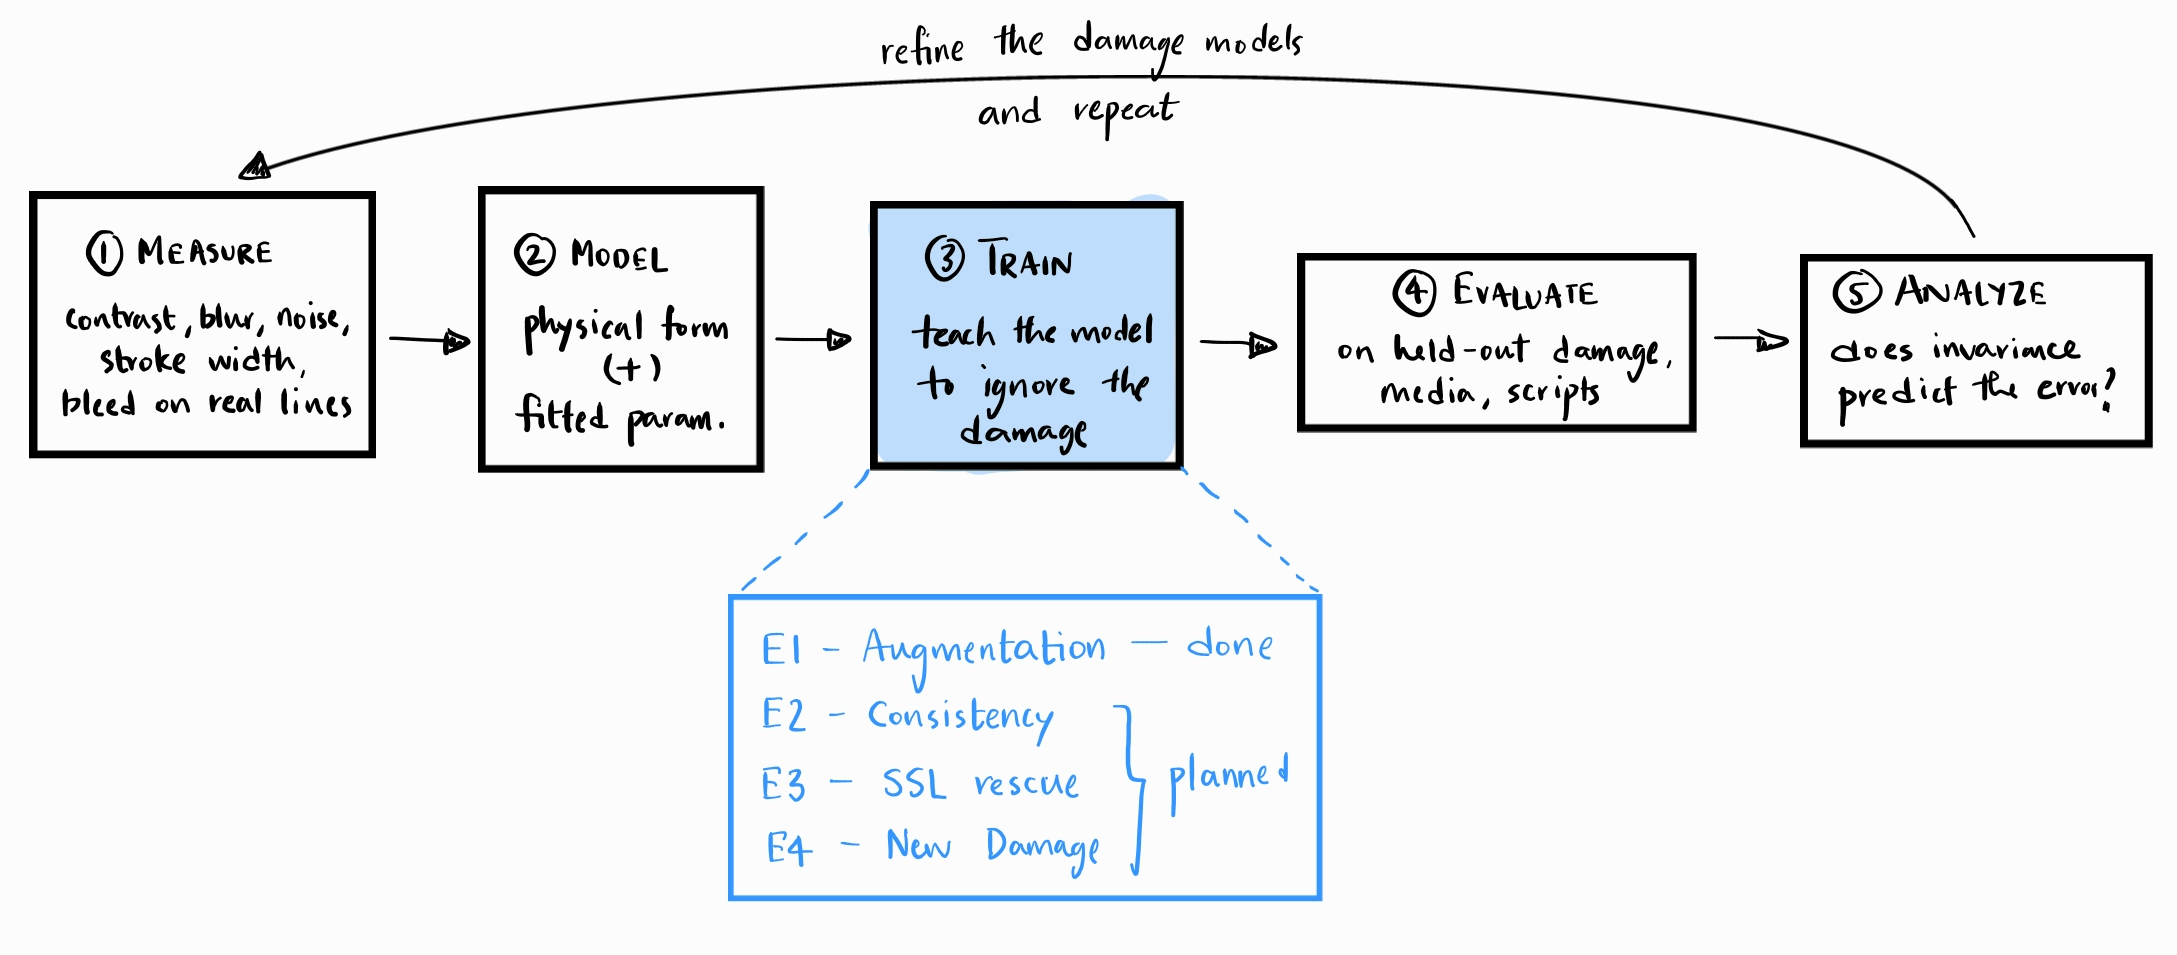 refine the damage models
and repeat
① MEASURE
contrast, blur, noise,
stroke width,
bleed on real lines
② MODEL
physical form
(+)
fitted param.
③ TRAIN
teach the model
to ignore the
damage
④ EVALUATE
on held-out damage,
media, scripts
⑤ ANALYZE
does invariance
predict the error?
E1 - Augmentation — done
E2 - Consistency
E3 - SSL rescue
E4 - New Damage
planned